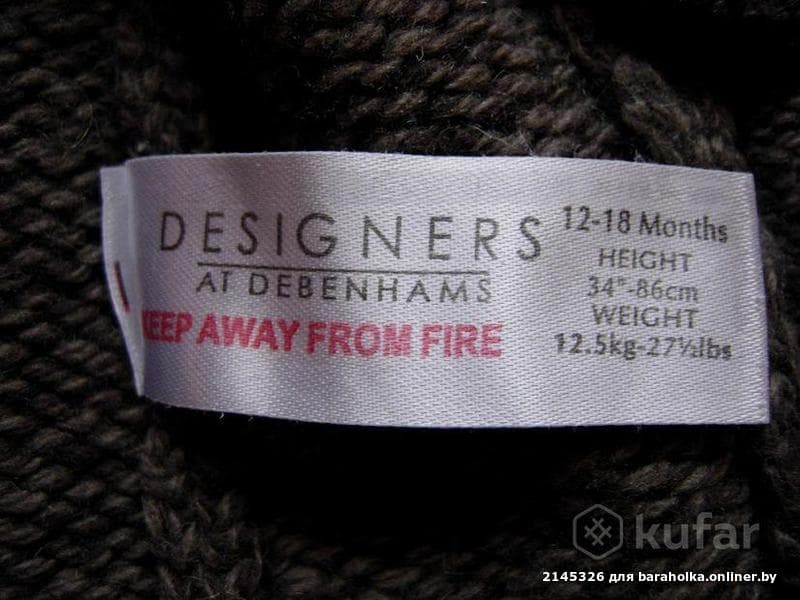 DESIGNERS
AT DEBENHAMS
KEEP AWAY FROM FIRE
12-18 Months
HEIGHT
34"-86cm
WEIGHT
12.5kg-27½lbs
kufar
2145326 для baraholka.onliner.by